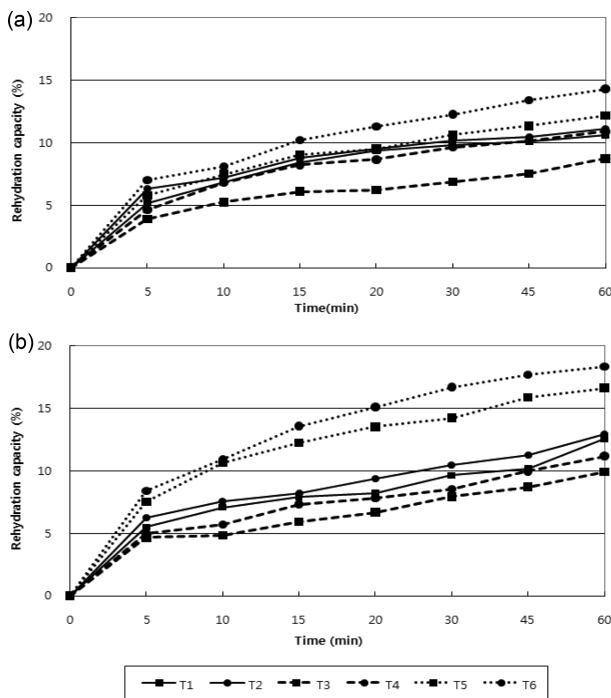 (a)
Rehydration capacity (%)
20
15
10
5
0
0 5 10 15 20 30 45 60
Time(min)
(b)
Rehydration capacity (%)
20
15
10
5
0
0 5 10 15 20 30 45 60
Time (min)
T1 T2 T3 T4 T5 T6